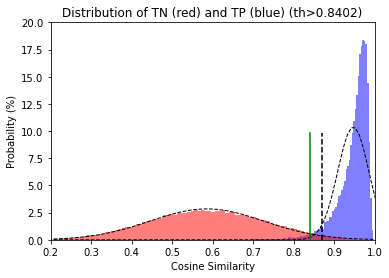 Distribution of TN (red) and TP (blue) (th>0.8402)
Probability (%)
20.0
17.5
15.0
12.5
10.0
7.5
5.0
2.5
0.0
0.2 0.3 0.4 0.5 0.6 0.7 0.8 0.9 1.0
Cosine Similarity